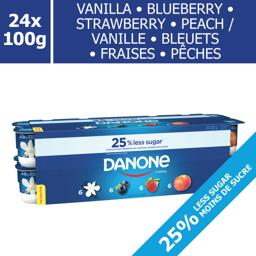 24x
100g
VANILLA • BLUEBERRY •
STRAWBERRY • PEACH /
VANILLE • BLEUETS
• FRAISES • PÊCHES
25% less sugar*
DANONE
6 6 6 6
25% LESS SUGAR
MOINS DE SUCRE